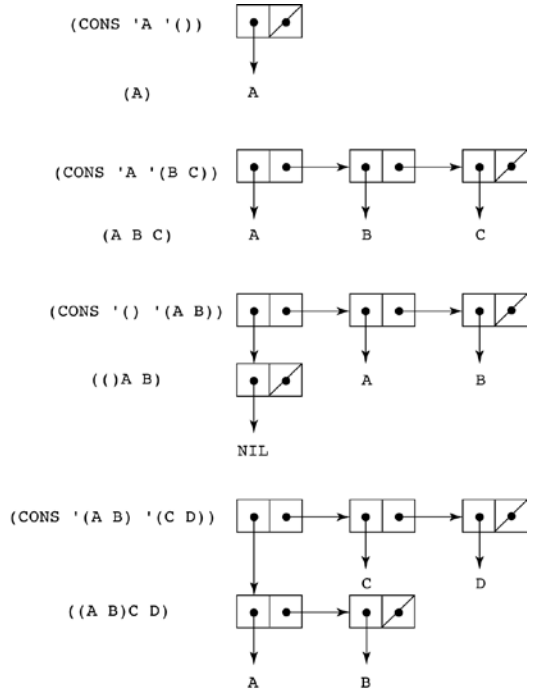 (CONS 'A '())
(A)
A
(CONS 'A '(B C))
(A B C)
A B C
(CONS '() '(A B))
(()A B)
A B
NIL
(CONS '(A B) '(C D))
C D
((A B)C D)
A B